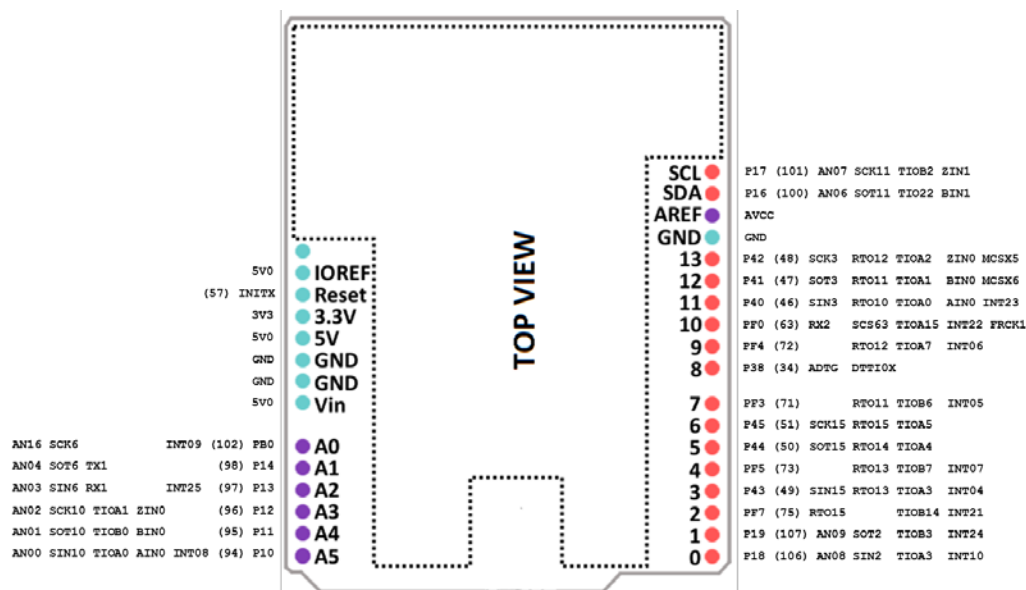 SCL P17 (101) AN07 SCK11 TIOB2 ZIN1
SDA P16 (100) AN06 SOT11 TIO22 BIN1
AREF AVCC
GND GND
13 P42 (48) SCK3 RTO12 TIOA2 ZIN0 MCSX5
5V0 IOREF 12 P41 (47) SOT3 RTO11 TIOA1 BIN0 MCSX6
(57) INITX Reset 11 P40 (46) SIN3 RTO10 TIOA0 AIN0 INT23
3V3 3.3V 10 PF0 (63) RX2 SCS63 TIOA15 INT22 FRCK1
5V0 5V 9 PF4 (72) RTO12 TIOA7 INT06
GND GND 8 P38 (34) ADTG DTTI0X
GND GND
5V0 Vin 7 PF3 (71) RTO11 TIOB6 INT05
6 P45 (51) SCK15 RTO15 TIOA5
AN16 SCK6 INT09 (102) PB0 A0 5 P44 (50) SOT15 RTO14 TIOA4
AN04 SOT6 TX1 (98) P14 A1 4 PF5 (73) RTO13 TIOB7 INT07
AN03 SIN6 RX1 INT25 (97) P13 A2 3 P43 (49) SIN15 RTO13 TIOA3 INT04
AN02 SCK10 TIOA1 ZIN0 (96) P12 A3 2 PF7 (75) RTO15 TIOB14 INT21
AN01 SOT10 TIOB0 BIN0 (95) P11 A4 1 P19 (107) AN09 SOT2 TIOB3 INT24
AN00 SIN10 TIOA0 AIN0 INT08 (94) P10 A5 0 P18 (106) AN08 SIN2 TIOA3 INT10
TOP VIEW